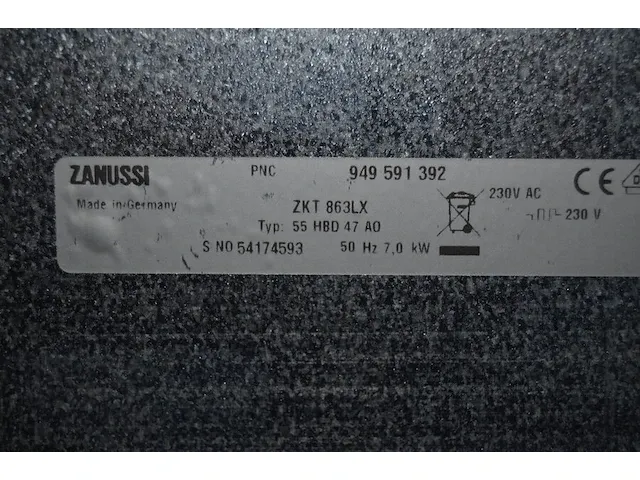 ZANUSSI PNC 949 591 392
Made in Germany ZKT 863LX 230V AC CE
Typ: 55 HBD 47 AO 230 V
S NO 54174593 50 Hz 7,0 kW